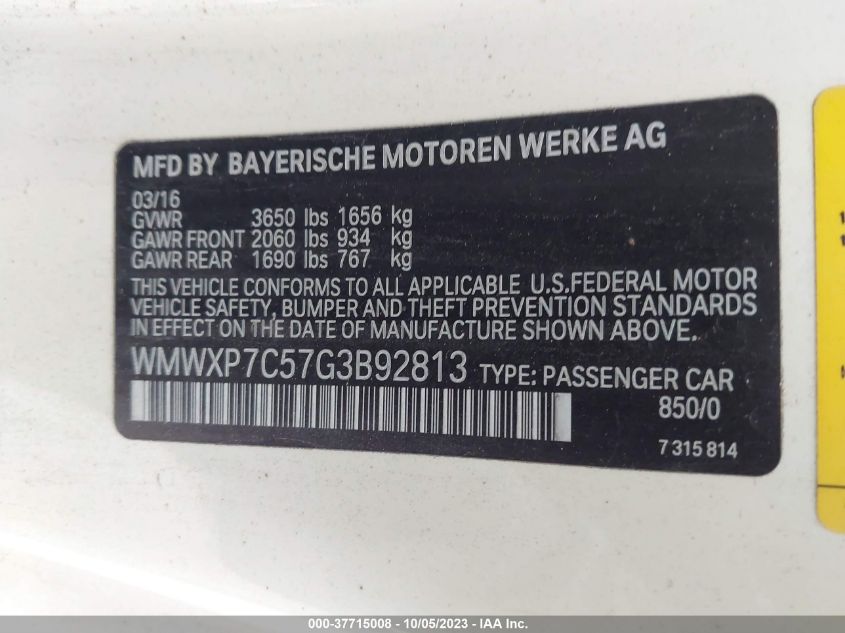 MFD BY BAYERISCHE MOTOREN WERKE AG
03/16
GVWR 3650 lbs 1656 kg
GAWR FRONT 2060 lbs 934 kg
GAWR REAR 1690 lbs 767 kg
THIS VEHICLE CONFORMS TO ALL APPLICABLE U.S.FEDERAL MOTOR
VEHICLE SAFETY, BUMPER AND THEFT PREVENTION STANDARDS
IN EFFECT ON THE DATE OF MANUFACTURE SHOWN ABOVE.
WMWXP7C57G3B92813 TYPE: PASSENGER CAR
850/0
7 315 814
000-37715008 - 10/05/2023 - IAAI.com